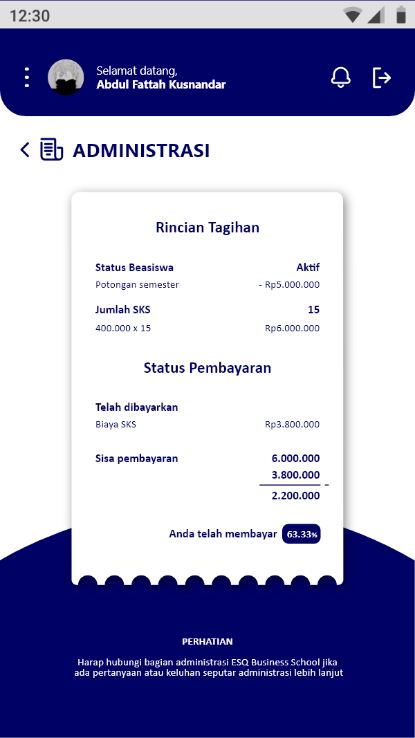 12:30
Selamat datang,
Abdul Fattah Kusnandar
ADMINISTRASI
Rincian Tagihan
Status Beasiswa Aktif
Potongan semester - Rp5.000.000
Jumlah SKS 15
400.000 x 15 Rp6.000.000
Status Pembayaran
Telah dibayarkan
Biaya SKS Rp3.800.000
Sisa pembayaran 6.000.000
3.800.000
-
2.200.000
Anda telah membayar 63.33%
PERHATIAN
Harap hubungi bagian administrasi ESQ Business School jika
ada pertanyaan atau keluhan seputar administrasi lebih lanjut